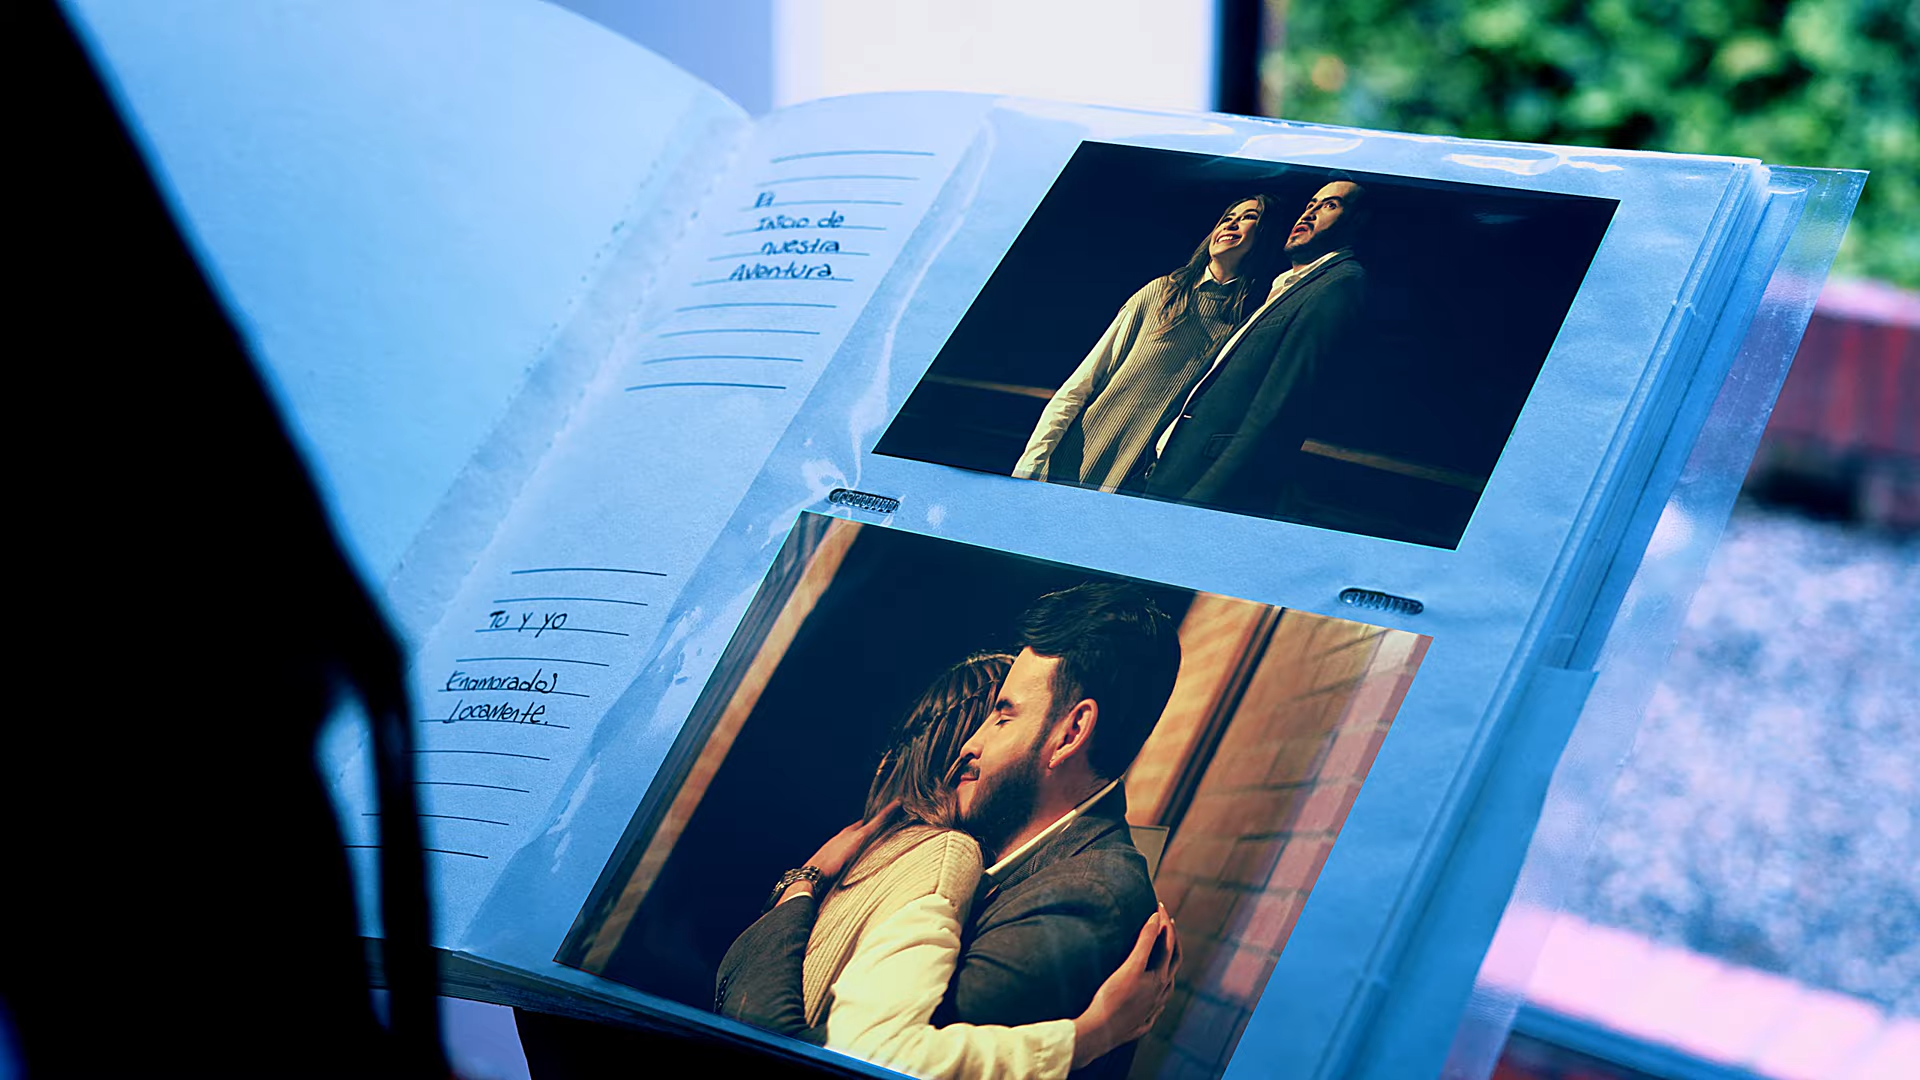 El
Inicio de
nuestra
Aventura.
Tu y yo
Enamorados
Locamente.